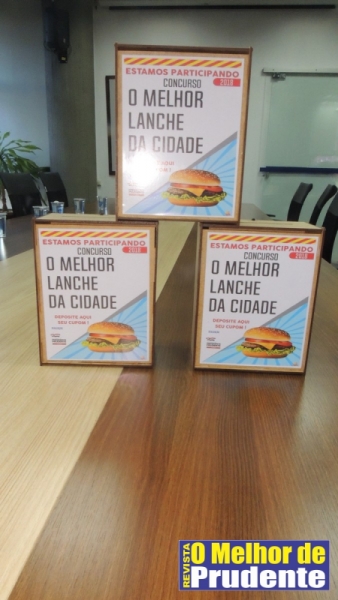 ESTAMOS PARTICIPANDO
CONCURSO 2018
O MELHOR
LANCHE
DA CIDADE
ESTAMOS PARTICIPANDO
CONCURSO 2018
O MELHOR
LANCHE
DA CIDADE
DEPOSITE AQUI
SEU CUPOM !
ESTAMOS PARTICIPANDO
CONCURSO 2018
O MELHOR
LANCHE
DA CIDADE
DEPOSITE AQUI
SEU CUPOM !
REVISTA
O Melhor de
Prudente